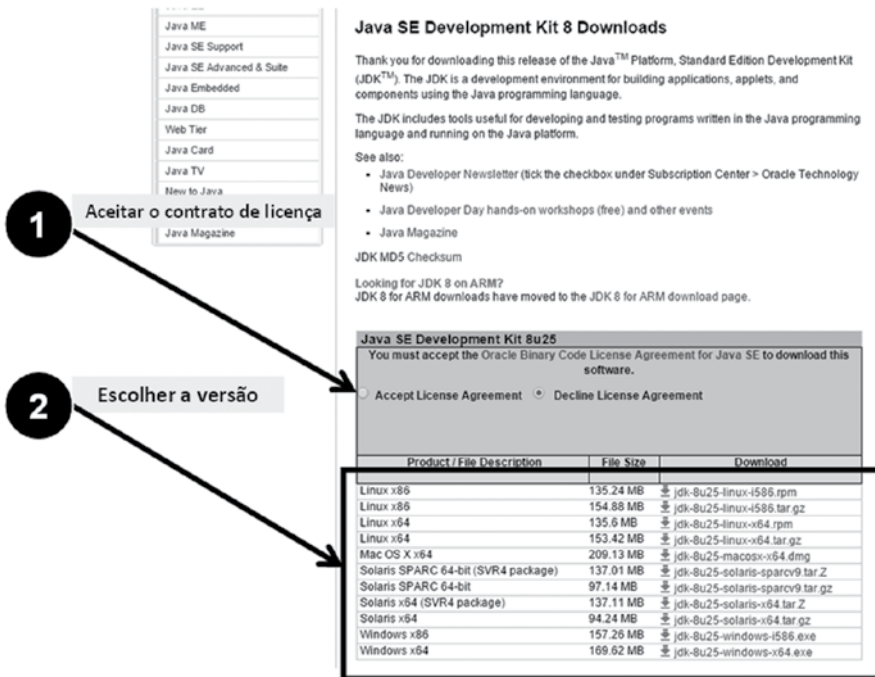 Java ME
Java SE Support
Java SE Advanced & Suite
Java Embedded
Java DB
Web Tier
Java Card
Java TV
New to Java
Java Magazine
1
Aceitar o contrato de licença
2
Escolher a versão
Java SE Development Kit 8 Downloads
Thank you for downloading this release of the Java™ Platform, Standard Edition Development Kit
(JDK™). The JDK is a development environment for building applications, applets, and
components using the Java programming language.
The JDK includes tools useful for developing and testing programs written in the Java programming
language and running on the Java platform.
See also:
• Java Developer Newsletter (tick the checkbox under Subscription Center > Oracle Technology
News)
• Java Developer Day hands-on workshops (free) and other events
• Java Magazine
JDK MD5 Checksum
Looking for JDK 8 on ARM?
JDK 8 for ARM downloads have moved to the JDK 8 for ARM download page.
Java SE Development Kit 8u25
You must accept the Oracle Binary Code License Agreement for Java SE to download this
software.
Accept License Agreement Decline License Agreement
Product / File Description File Size Download
Linux x86 135.24 MB jdk-8u25-linux-i586.rpm
Linux x86 154.88 MB jdk-8u25-linux-i586.tar.gz
Linux x64 135.6 MB jdk-8u25-linux-x64.rpm
Linux x64 153.42 MB jdk-8u25-linux-x64.tar.gz
Mac OS X x64 209.13 MB jdk-8u25-macosx-x64.dmg
Solaris SPARC 64-bit (SVR4 package) 137.01 MB jdk-8u25-solaris-sparcv9.tar.Z
Solaris SPARC 64-bit 97.14 MB jdk-8u25-solaris-sparcv9.tar.gz
Solaris x64 (SVR4 package) 137.11 MB jdk-8u25-solaris-x64.tar.Z
Solaris x64 94.24 MB jdk-8u25-solaris-x64.tar.gz
Windows x86 157.26 MB jdk-8u25-windows-i586.exe
Windows x64 169.62 MB jdk-8u25-windows-x64.exe